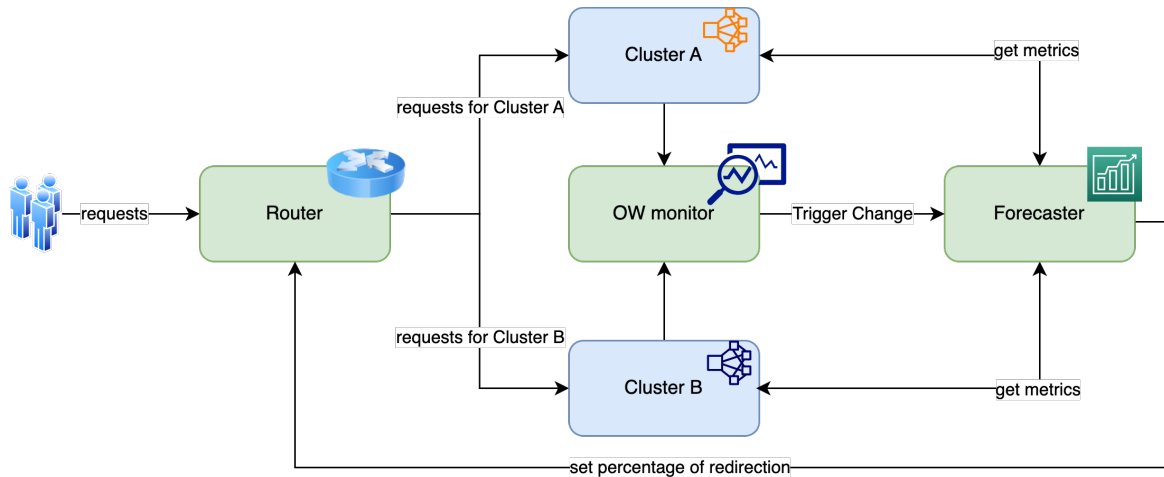 Cluster A
get metrics
requests for Cluster A
requests
Router
OW monitor
Trigger Change
Forecaster
requests for Cluster B
Cluster B
get metrics
set percentage of redirection